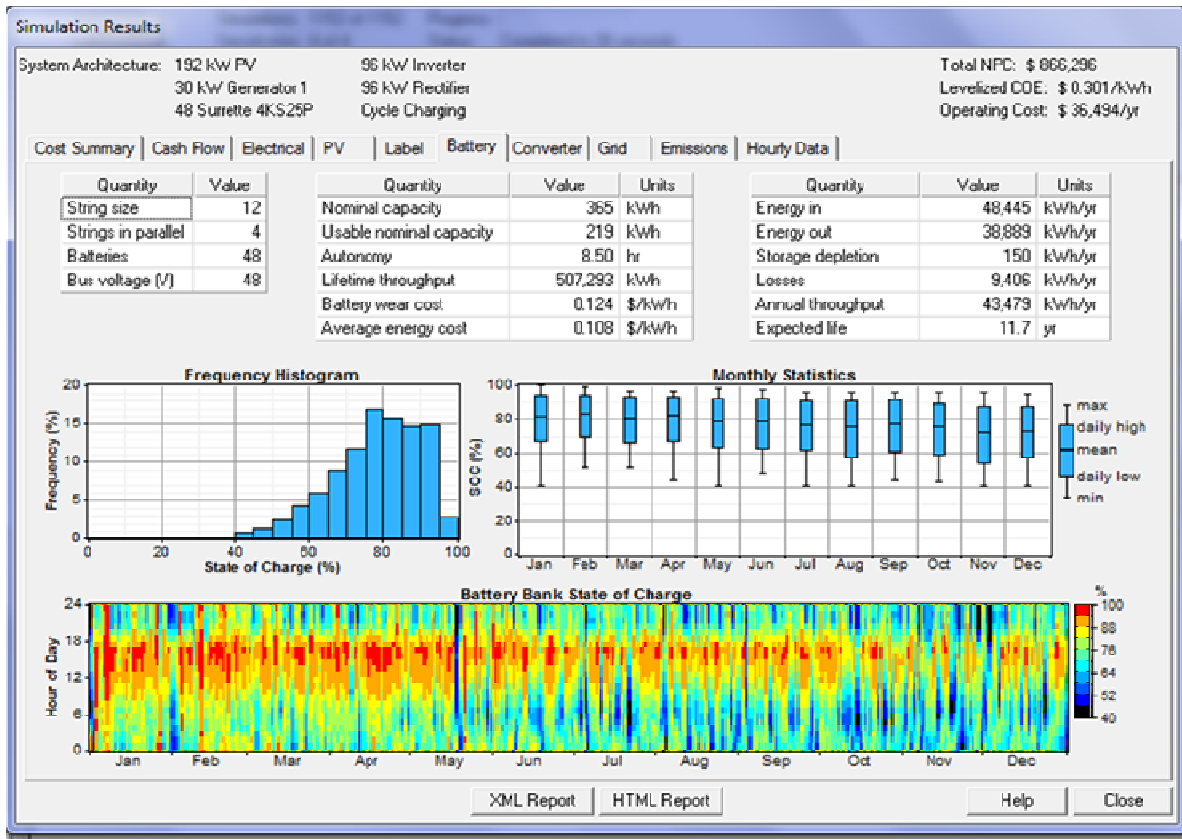 Simulation Results
System Architecture: 192 kW PV 96 kW Inverter Total NPC: $ 866,296
30 kW Generator 1 96 kW Rectifier Levelized COE: $ 0.301/kWh
48 Surrette 4KS25P Cycle Charging Operating Cost: $ 36,494/yr
Cost Summary Cash Flow Electrical PV Label Battery Converter Grid Emissions Hourly Data
Quantity Value Quantity Value Units Quantity Value Units
String size 12 Nominal capacity 365 kWh Energy in 48,445 kWh/yr
Strings in parallel 4 Usable nominal capacity 219 kWh Energy out 38,889 kWh/yr
Batteries 48 Autonomy 8.50 hr Storage depletion 150 kWh/yr
Bus voltage (V) 48 Lifetime throughput 507,293 kWh Losses 9,406 kWh/yr
Battery wear cost 0.124 $/kWh Annual throughput 43,479 kWh/yr
Average energy cost 0.108 $/kWh Expected life 11.7 yr
Frequency Histogram
Frequency (%)
20
15
10
5
0
0 20 40 60 80 100
State of Charge (%)
Monthly Statistics
SOC (%)
100
80
60
40
20
0
Jan Feb Mar Apr May Jun Jul Aug Sep Oct Nov Dec
max
daily high
mean
daily low
min
Battery Bank State of Charge
Hour of Day
24
18
12
6
0
Jan Feb Mar Apr May Jun Jul Aug Sep Oct Nov Dec
%
100
88
76
64
52
40
XML Report HTML Report Help Close